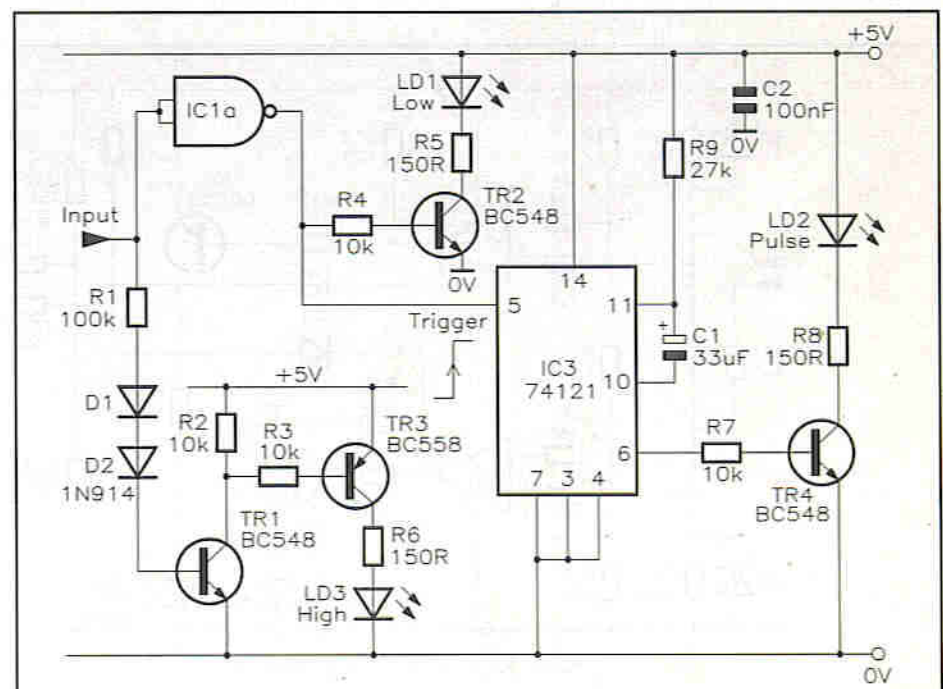 +5V
IC1a
LD1
Low
C2
100nF
0V
R5
150R
R9
27k
Input
R4
10k
TR2
BC548
0V
LD2
Pulse
R1
100k
Trigger
5
14
11
C1
+
33uF
R8
150R
IC3
74121
10
+5V
D1
R2
10k
R3
10k
TR3
BC558
R7
10k
6
D2
1N914
7 3 4
TR4
BC548
TR1
BC548
R6
150R
LD3
High
0V